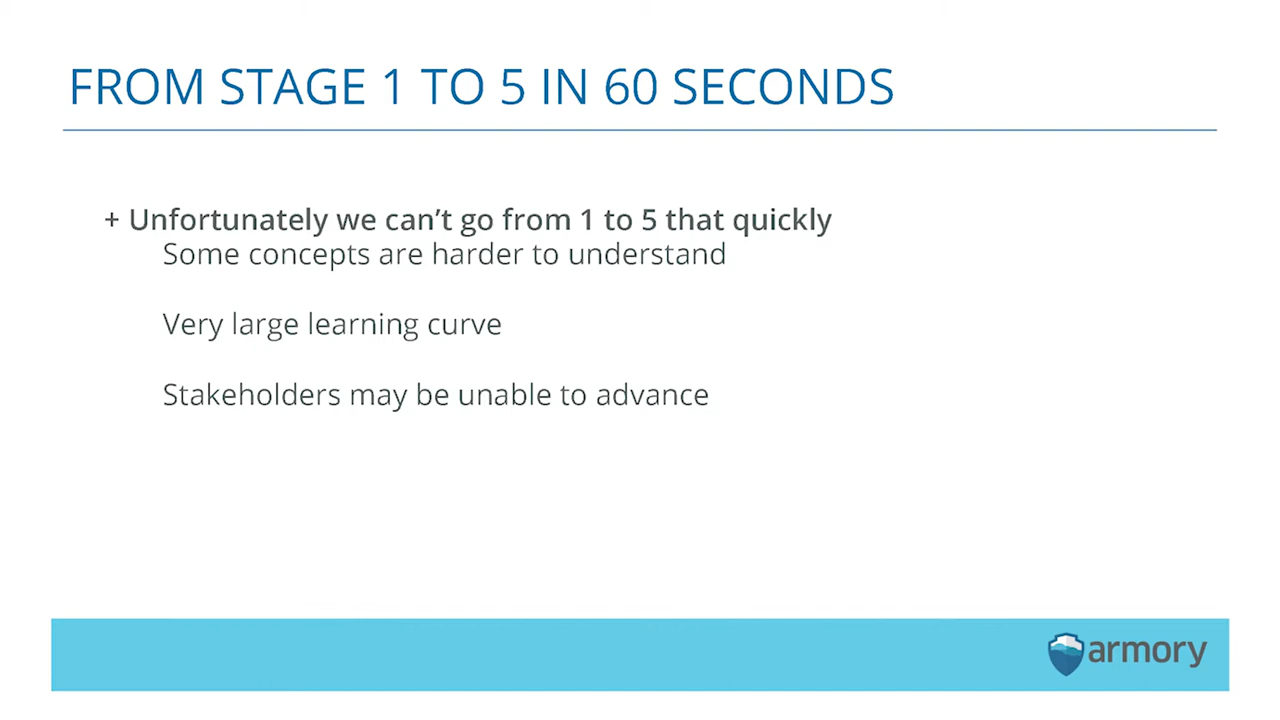 FROM STAGE 1 TO 5 IN 60 SECONDS
+ Unfortunately we can’t go from 1 to 5 that quickly
Some concepts are harder to understand
Very large learning curve
Stakeholders may be unable to advance
armory